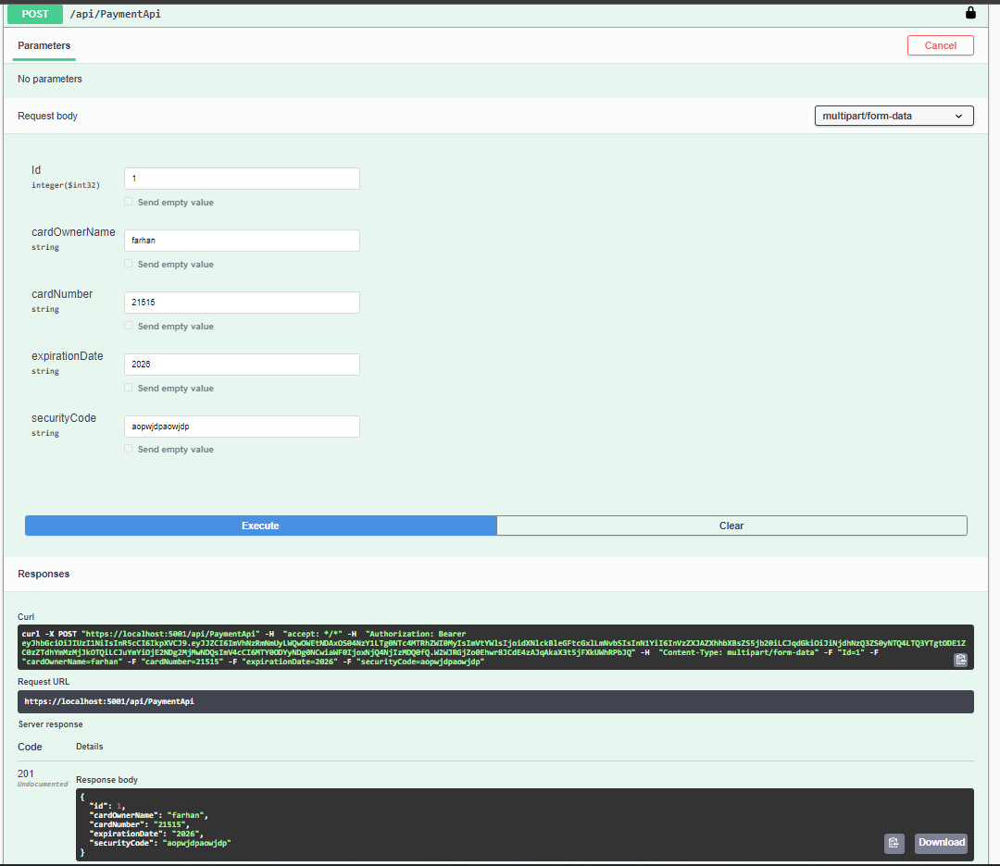 POST /api/PaymentApi
Parameters
Cancel
No parameters
Request body
multipart/form-data
Id
integer($int32)
1
Send empty value
cardOwnerName
string
farhan
Send empty value
cardNumber
string
21515
Send empty value
expirationDate
string
2026
Send empty value
securityCode
string
aopwjdpaowjdp
Send empty value
Execute
Clear
Responses
Curl
curl -X POST "https://localhost:5001/api/PaymentApi" -H "accept: */*" -H "Authorization: Bearer
-H "Content-Type: multipart/form-data" -F "Id=1" -F
"cardOwnerName=farhan" -F "cardNumber=21515" -F "expirationDate=2026" -F "securityCode=aopwjdpaowjdp"
Request URL
https://localhost:5001/api/PaymentApi
Server response
Code Details
201
Undocumented
Response body
{
"id": 1,
"cardOwnerName": "farhan",
"cardNumber": "21515",
"expirationDate": "2026",
"securityCode": "aopwjdpaowjdp"
}
Download